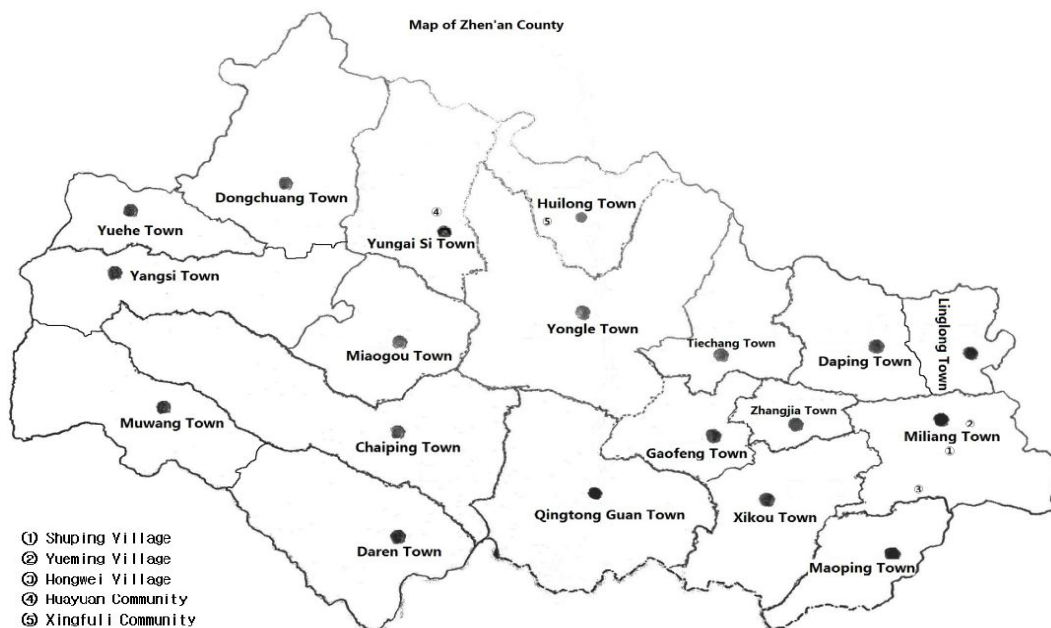 Map of Zhen'an County
Dongchuang Town
Huilong Town
⑤
④
Yuehe Town
Yungai Si Town
Yangsi Town
Linglong Town
Yongle Town
Tiechang Town
Miaogou Town
Daping Town
Muwang Town
Zhangjia Town
Chaiping Town
Miliang Town
②
Gaofeng Town
①
③
Qingtong Guan Town
Xikou Town
Daren Town
Maoping Town
① Shuping Village
② Yueming Village
③ Hongwei Village
④ Huayuan Community
⑤ Xingfuli Community